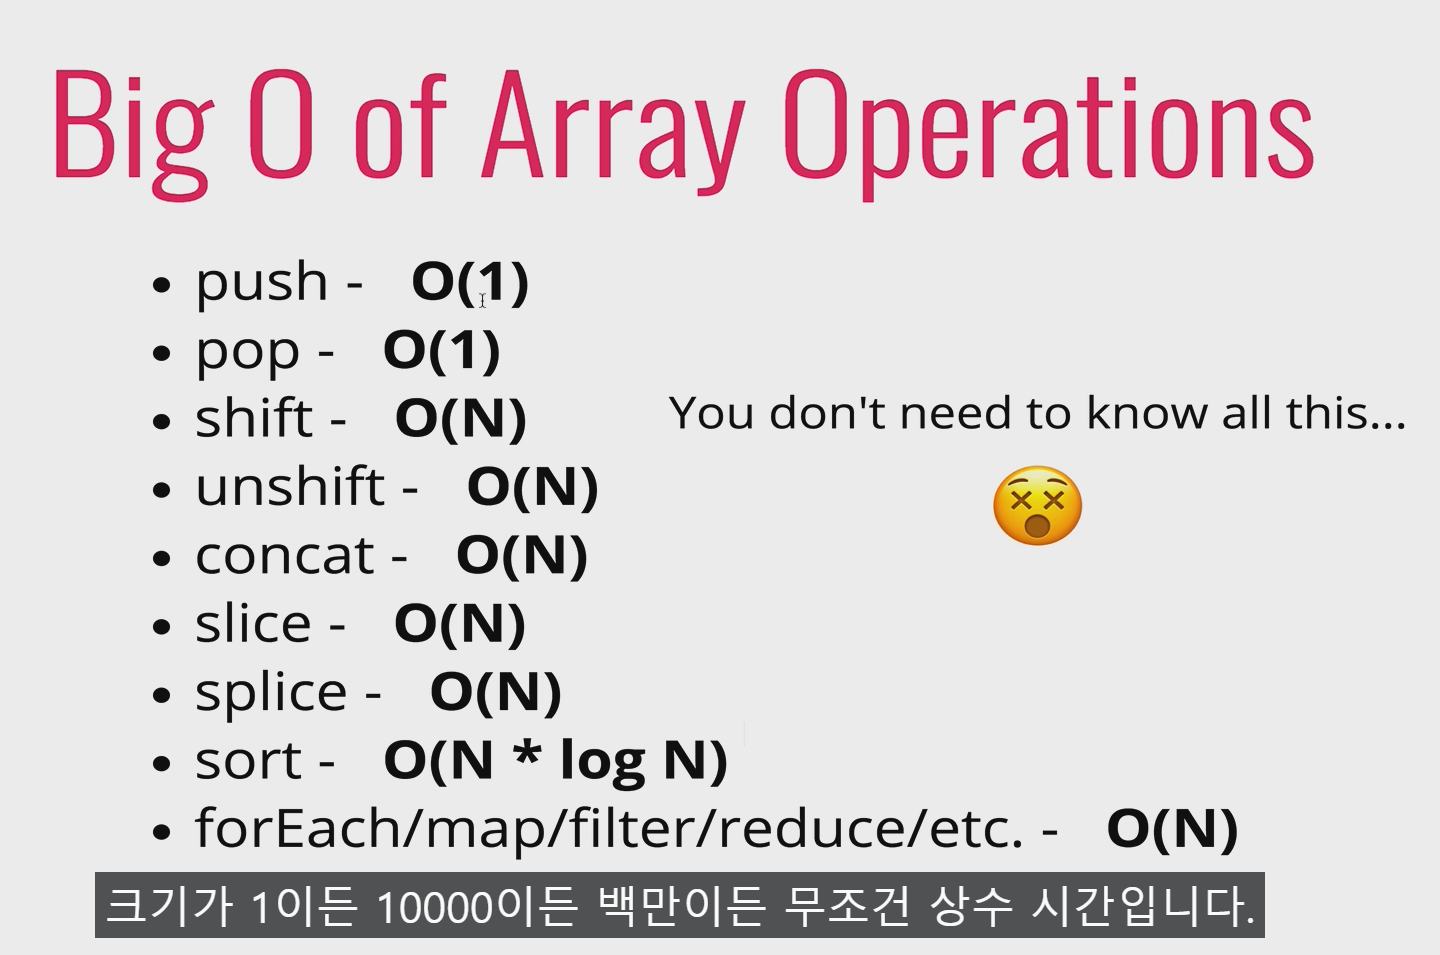 Big O of Array Operations
• push - O(1)
• pop - O(1)
• shift - O(N)
• unshift - O(N)
• concat - O(N)
• slice - O(N)
• splice - O(N)
• sort - O(N * log N)
• forEach/map/filter/reduce/etc. - O(N)
You don't need to know all this...
크기가 1이든 10000이든 백만이든 무조건 상수 시간입니다.